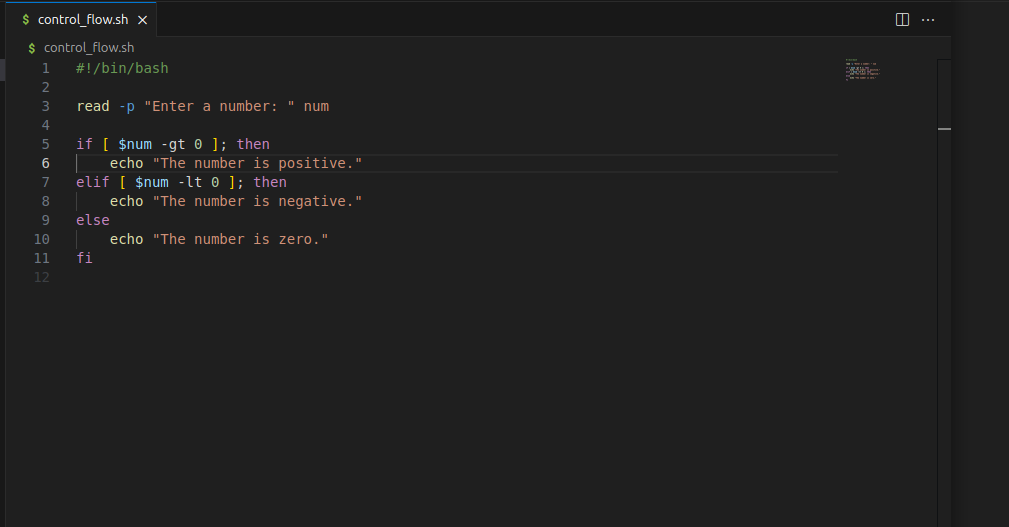 $ control_flow.sh ×
$ control_flow.sh
1 #!/bin/bash
2
3 read -p "Enter a number: " num
4
5 if [ $num -gt 0 ]; then
6     echo "The number is positive."
7 elif [ $num -lt 0 ]; then
8     echo "The number is negative."
9 else
10     echo "The number is zero."
11 fi
12